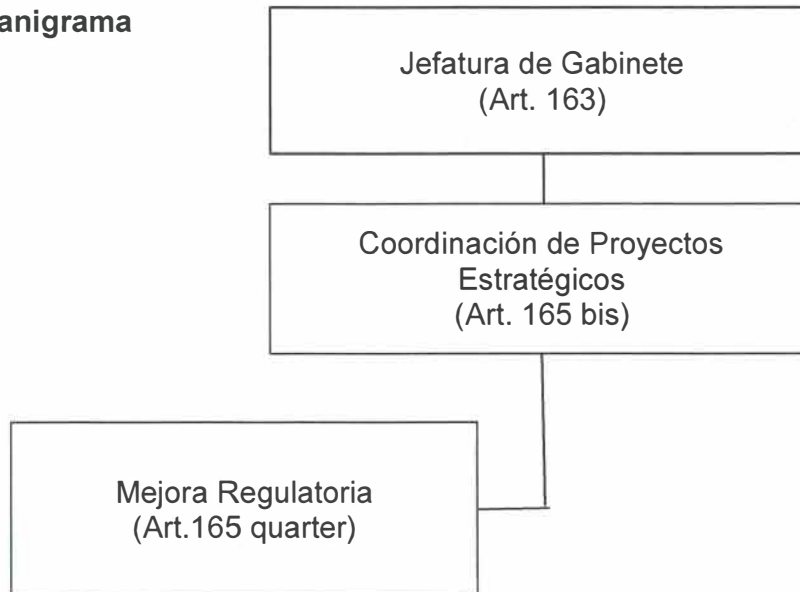 anigrama
Jefatura de Gabinete
(Art. 163)
Coordinación de Proyectos
Estratégicos
(Art. 165 bis)
Mejora Regulatoria
(Art.165 quarter)